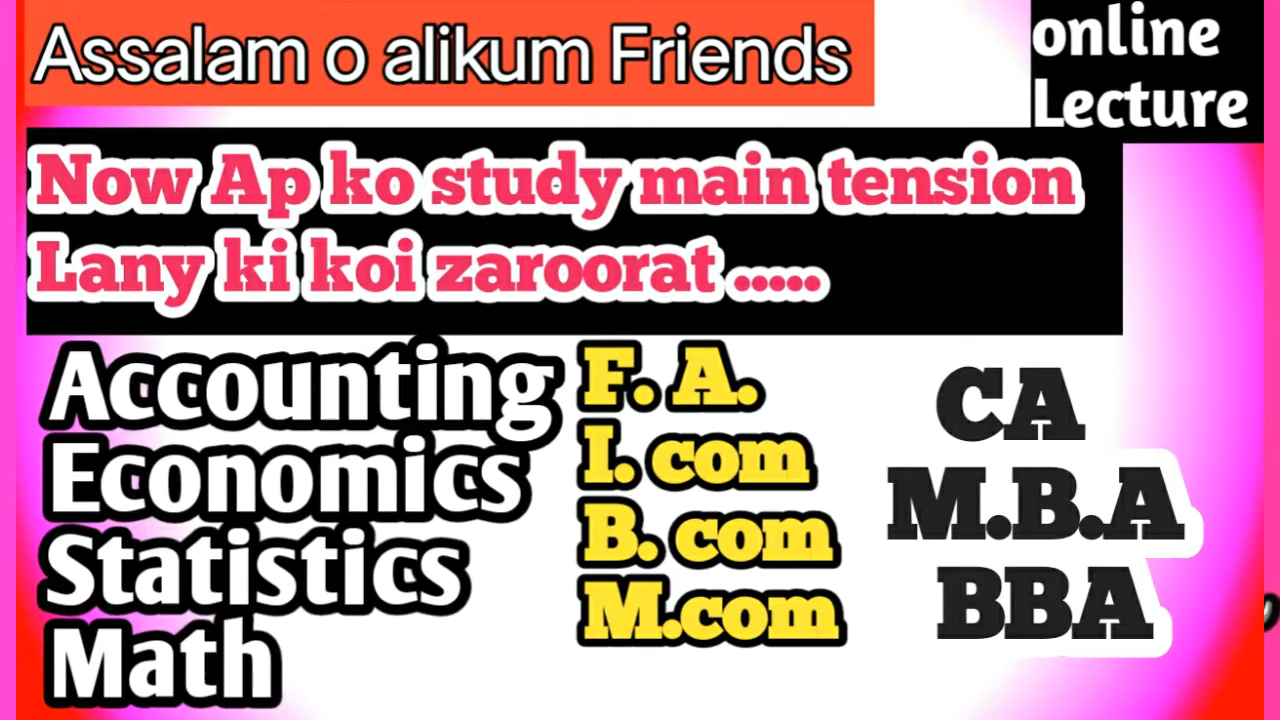 Assalam o alikum Friends
online
Lecture
Now Ap ko study main tension
Lany ki koi zaroorat .....
Accounting
Economics
Statistics
Math
F. A.
I. com
B. com
M.com
CA
M.B.A
BBA